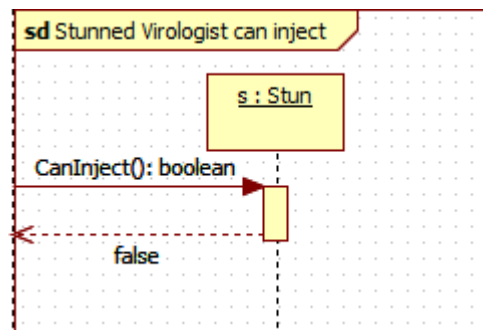 sd Stunned Virologist can inject
s : Stun
CanInject(): boolean
false